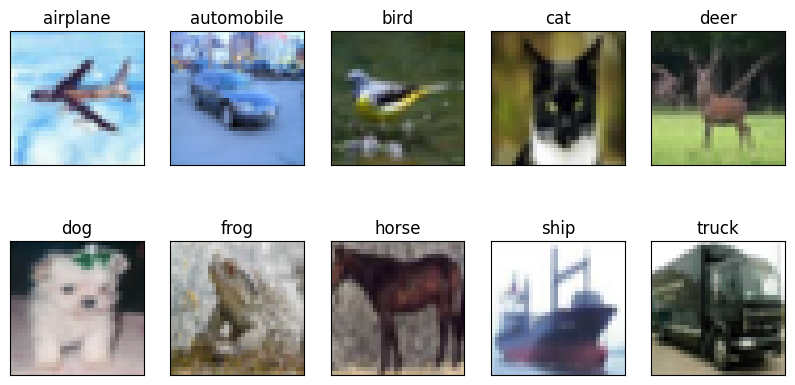 airplane automobile bird cat deer
dog frog horse ship truck